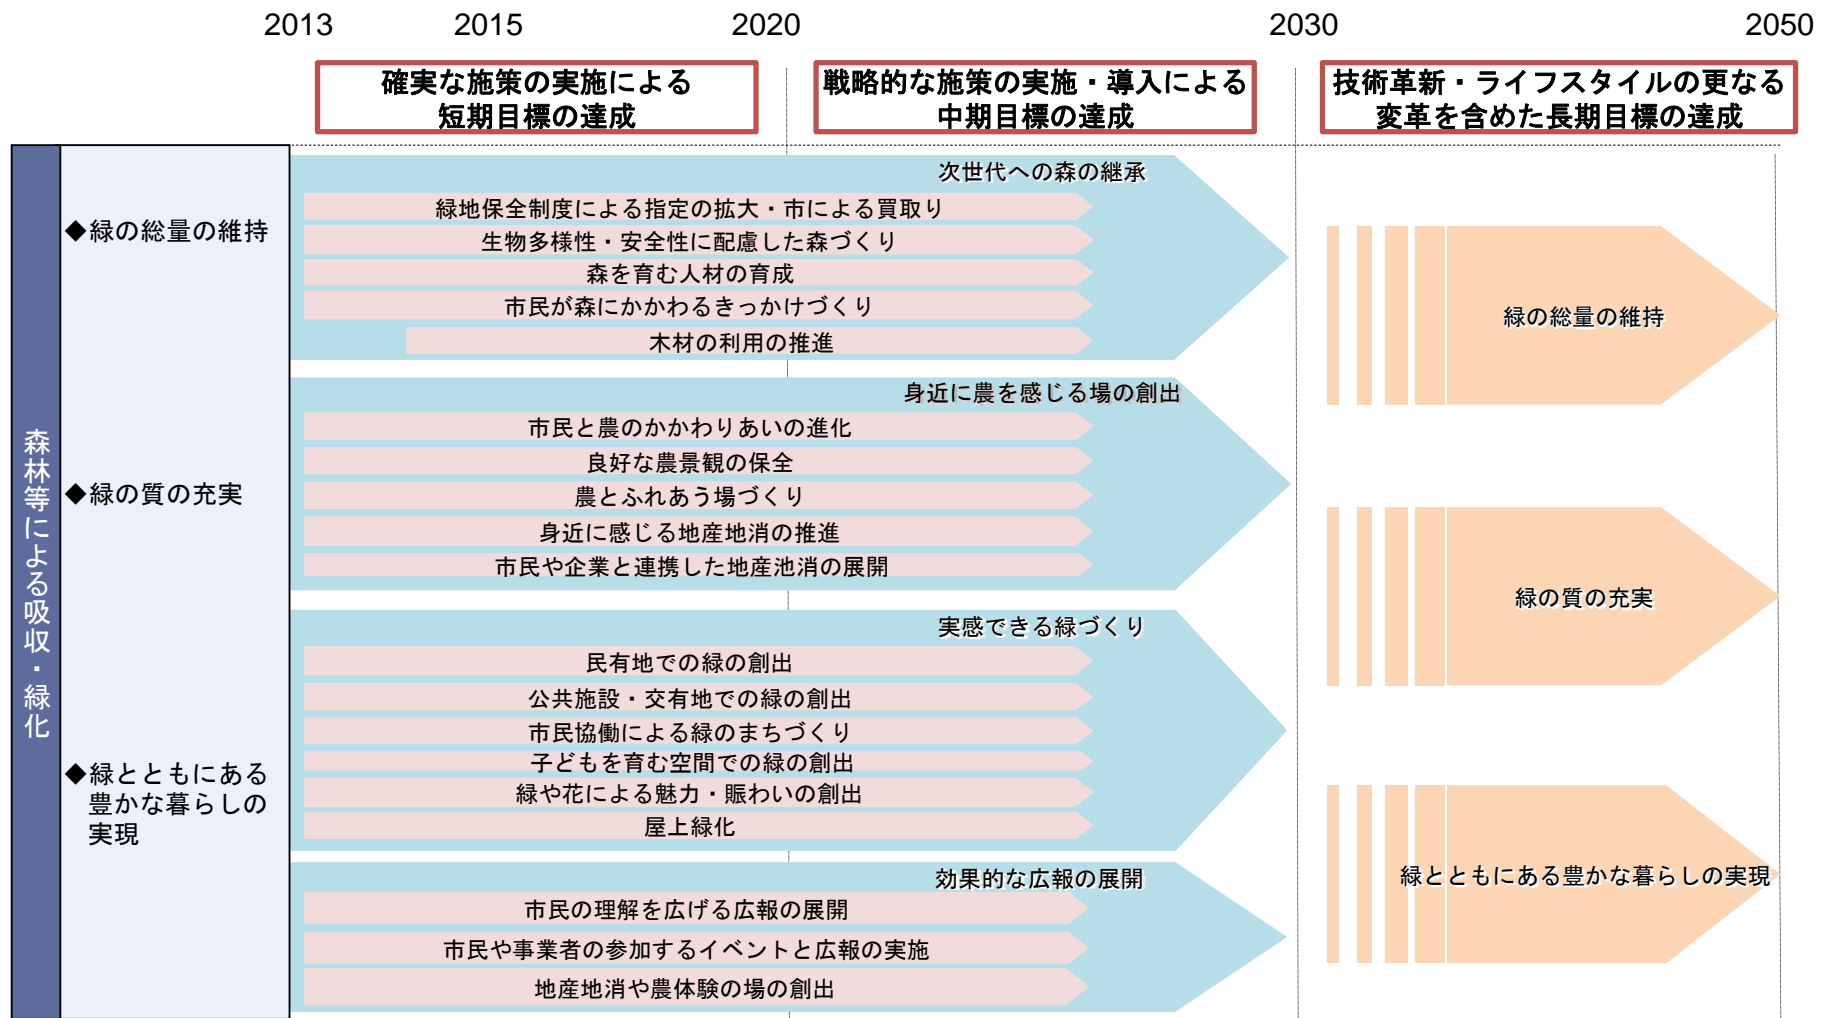 2013
2015
2020
2030
2050
確実な施策の実施による
短期目標の達成
戦略的な施策の実施・導入による
中期目標の達成
技術革新・ライフスタイルの更なる
変革を含めた長期目標の達成
森林等による吸収・緑化
◆緑の総量の維持
◆緑の質の充実
◆緑とともにある
豊かな暮らしの
実現
次世代への森の継承
緑地保全制度による指定の拡大・市による買取り
生物多様性・安全性に配慮した森づくり
森を育む人材の育成
市民が森にかかわるきっかけづくり
木材の利用の推進
身近に農を感じる場の創出
市民と農のかかわりあいの進化
良好な農景観の保全
農とふれあう場づくり
身近に感じる地産地消の推進
市民や企業と連携した地産池消の展開
実感できる緑づくり
民有地での緑の創出
公共施設・交有地での緑の創出
市民協働による緑のまちづくり
子どもを育む空間での緑の創出
緑や花による魅力・賑わいの創出
屋上緑化
効果的な広報の展開
市民の理解を広げる広報の展開
市民や事業者の参加するイベントと広報の実施
地産地消や農体験の場の創出
緑の総量の維持
緑の質の充実
緑とともにある豊かな暮らしの実現